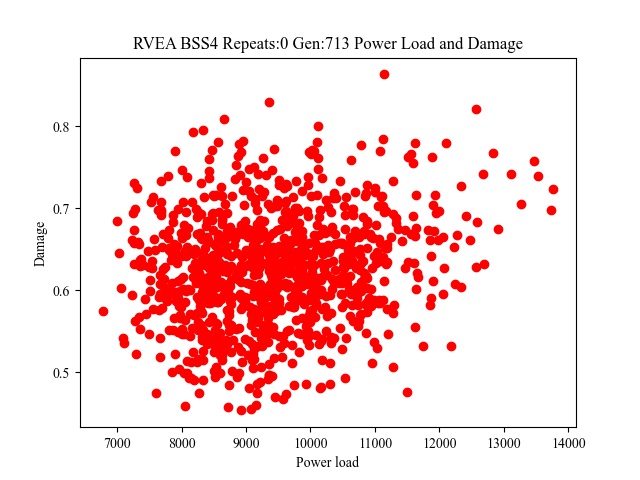 RVEA BSS4 Repeats:0 Gen:713 Power Load and Damage
0.8
0.7
0.6
0.5
Damage
7000 8000 9000 10000 11000 12000 13000 14000
Power load